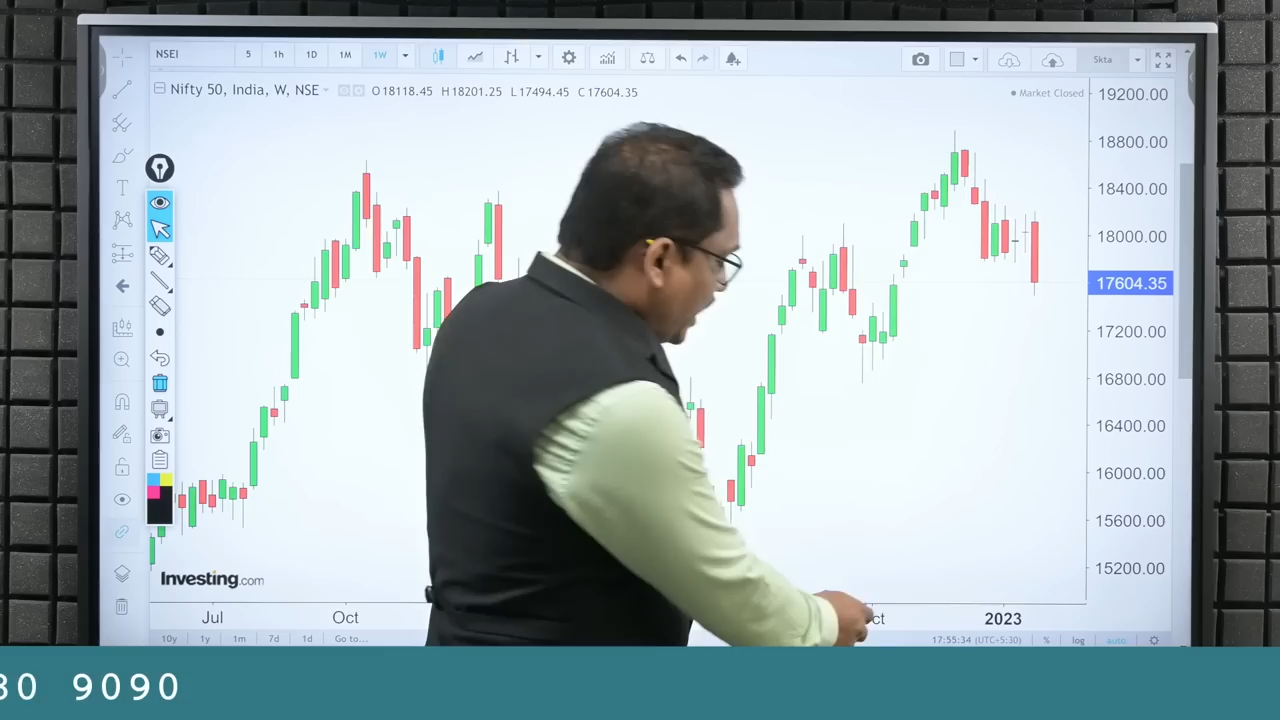 NSEI 5 1h 1D 1M 1W Skta
Nifty 50, India, W, NSE O18118.45 H18201.25 L17494.45 C17604.35
Market Closed
19200.00
18800.00
18400.00
18000.00
17604.35
17200.00
16800.00
16400.00
16000.00
15600.00
15200.00
Investing.com
Jul Oct ct 2023
10y 1y 1m 7d 1d Go to... 17:55:34 (UTC+5:30) % log auto
30 9090